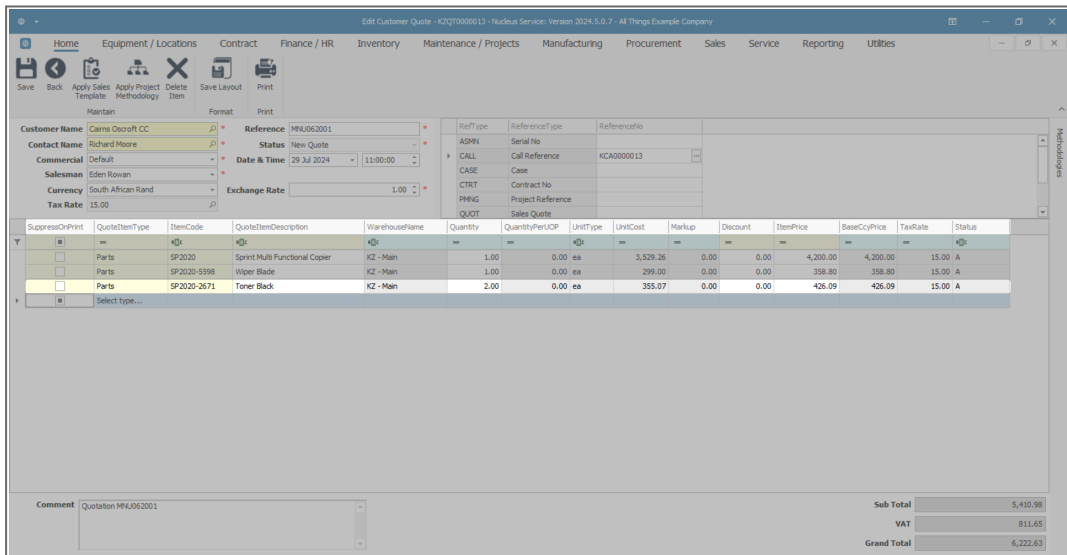 Edit Customer Quote - KZQT0000013 - Nucleus Service: Version 2024.5.0.7 - All Things Example Company
Home Equipment / Locations Contract Finance / HR Inventory Maintenance / Projects Manufacturing Procurement Sales Service Reporting Utilities
Save Back Apply Sales Template Apply Project Methodology Delete Item Save Layout Print
Maintain Format Print
Customer Name Cairns Oscroft CC * Reference MNU062001 *
Contact Name Richard Moore * Status New Quote *
Commercial Default * Date & Time 29 Jul 2024 11:00:00 *
Salesman Eden Rowan *
Currency South African Rand Exchange Rate 1.00 *
Tax Rate 15.00
RefType ReferenceType ReferenceNo
ASMN Serial No
CALL Call Reference KCA0000013
CASE Case
CTRT Contract No
PMNG Project Reference
QUOT Sales Quote
Methodologies
SuppressOnPrint QuoteItemType ItemCode QuoteItemDescription WarehouseName Quantity QuantityPerUOP UnitType UnitCost Markup Discount ItemPrice BaseCcyPrice TaxRate Status
Parts SP2020 Sprint Multi Functional Copier KZ - Main 1.00 0.00 ea 3,529.26 0.00 0.00 4,200.00 4,200.00 15.00 A
Parts SP2020-5598 Wiper Blade KZ - Main 1.00 0.00 ea 299.00 0.00 0.00 358.80 358.80 15.00 A
Parts SP2020-2671 Toner Black KZ - Main 2.00 0.00 ea 355.07 0.00 0.00 426.09 426.09 15.00 A
Select type...
Comment Quotation MNU062001
Sub Total 5,410.98
VAT 811.65
Grand Total 6,222.63